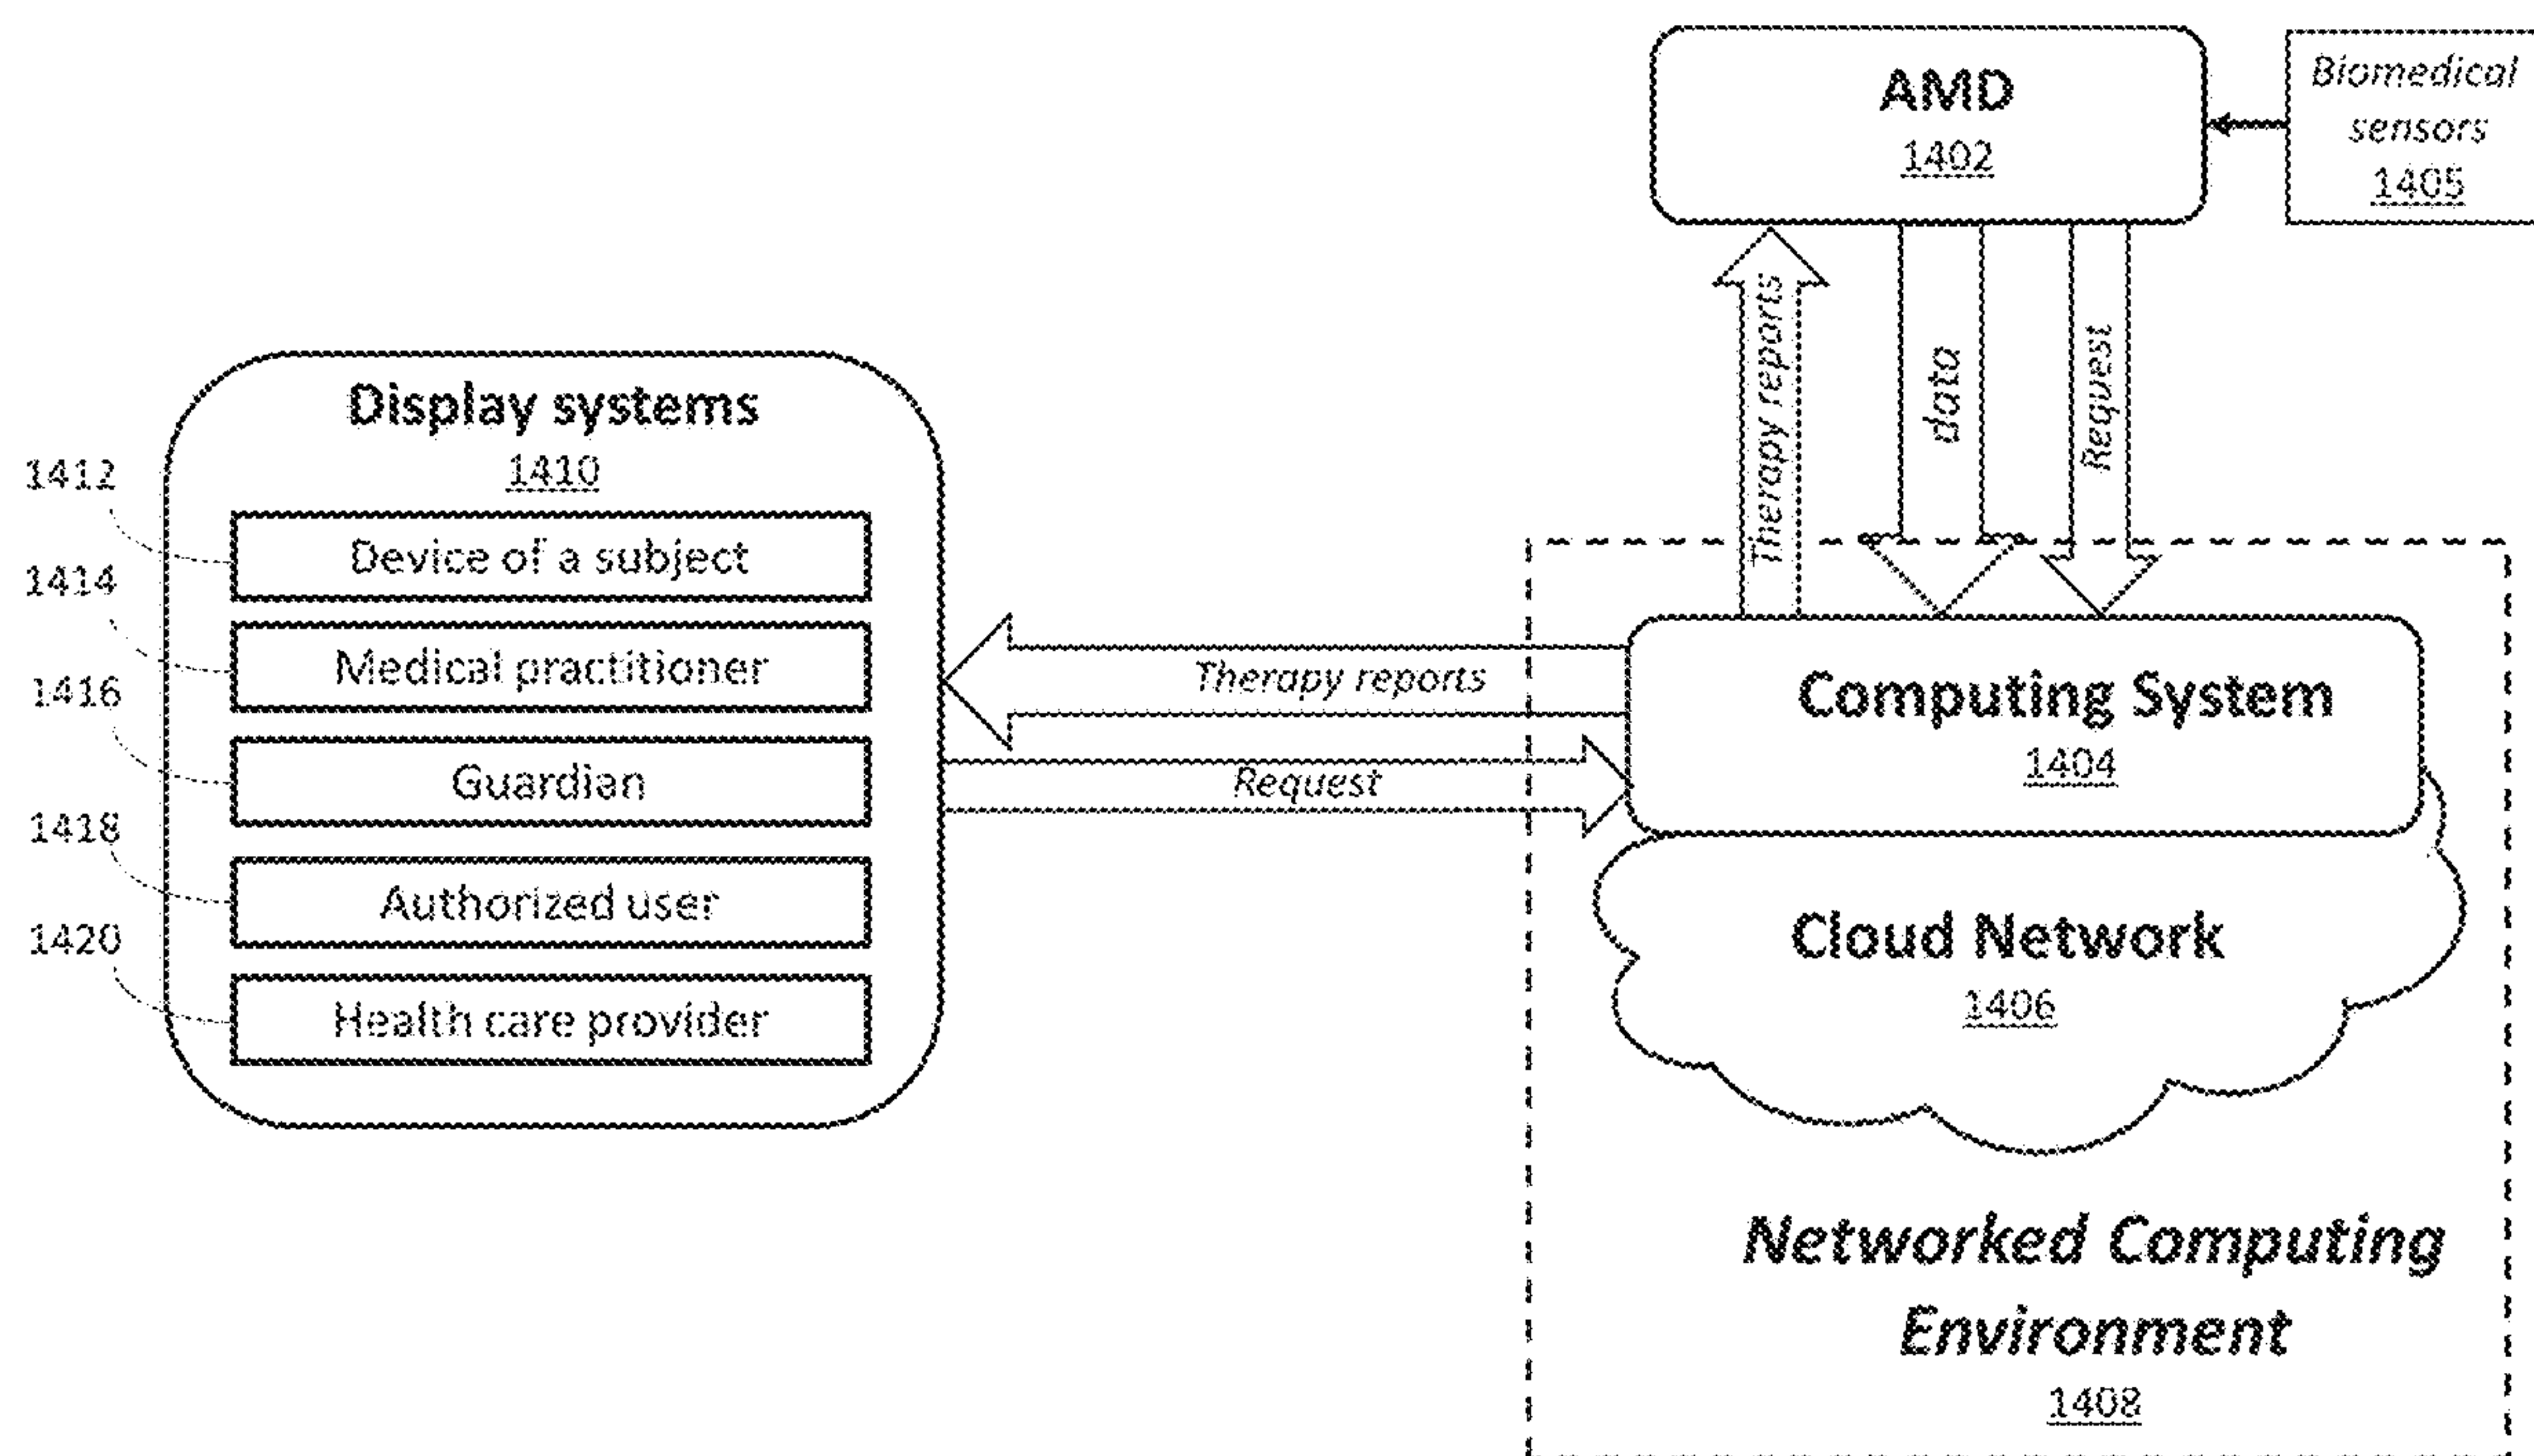 AMD
1402
Biomedical
sensors
1405
Therapy reports
data
Request
Display systems
1410
1412
Device of a subject
1414
Medical practitioner
1416
Guardian
1418
Authorized user
1420
Health care provider
Therapy reports
Request
Computing System
1404
Cloud Network
1406
Networked Computing
Environment
1408